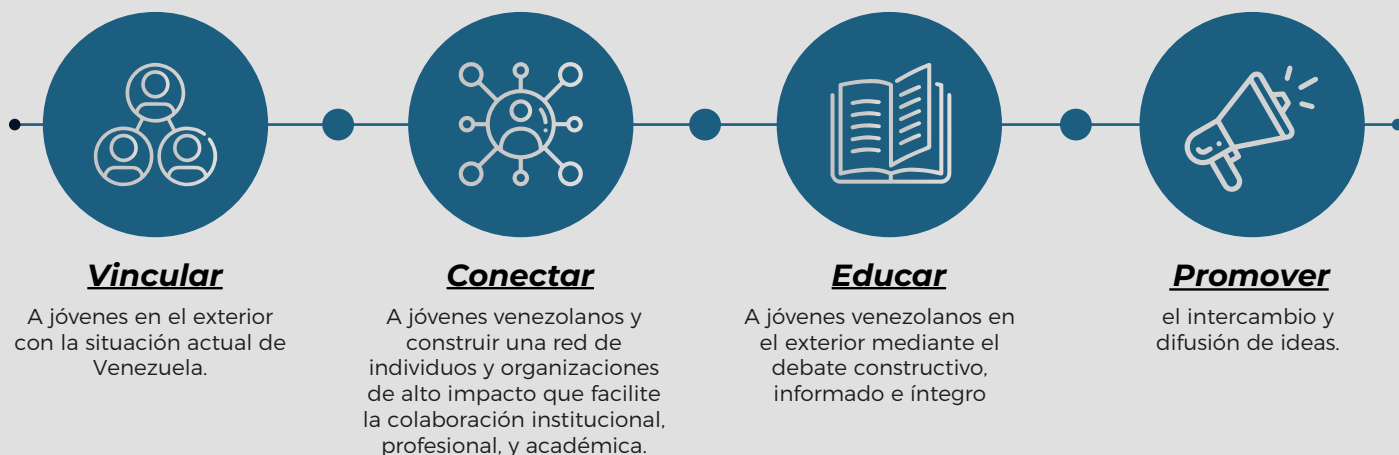 Vincular
A jóvenes en el exterior
con la situación actual de
Venezuela.
Conectar
A jóvenes venezolanos y
construir una red de
individuos y organizaciones
de alto impacto que facilite
la colaboración institucional,
profesional, y académica.
Educar
A jóvenes venezolanos en
el exterior mediante el
debate constructivo,
informado e íntegro
Promover
el intercambio y
difusión de ideas.